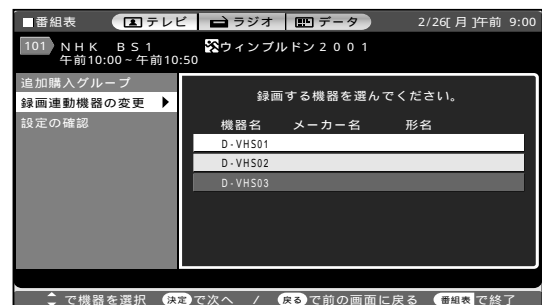 ■番組表 テレビ ラジオ データ 2/26[月]午前 9:00
101 NHK BS1 ウィンブルドン2001
午前10:00~午前10:50
追加購入グループ
録画連動機器の変更 ▶
設定の確認
録画する機器を選んでください。
機器名 メーカー名 形名
D-VHS01
D-VHS02
D-VHS03
で機器を選択 決定 で次へ / 戻る で前の画面に戻る 番組表 で終了